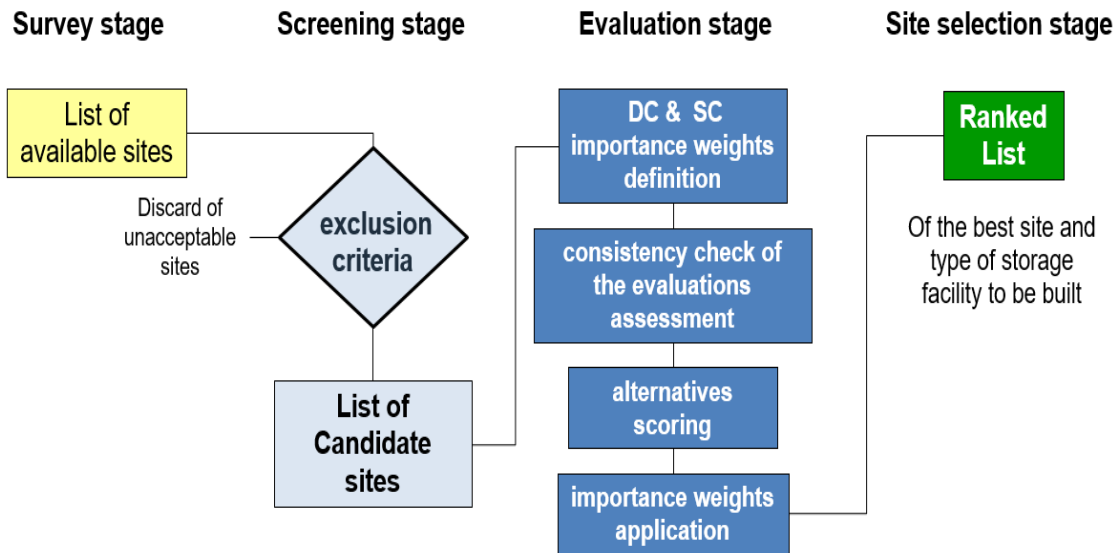 Survey stage
Screening stage
Evaluation stage
Site selection stage
List of
available sites
Discard of
unacceptable
sites
exclusion
criteria
List of
Candidate
sites
DC & SC
importance weights
definition
consistency check of
the evaluations
assessment
alternatives
scoring
importance weights
application
Ranked
List
Of the best site and
type of storage
facility to be built